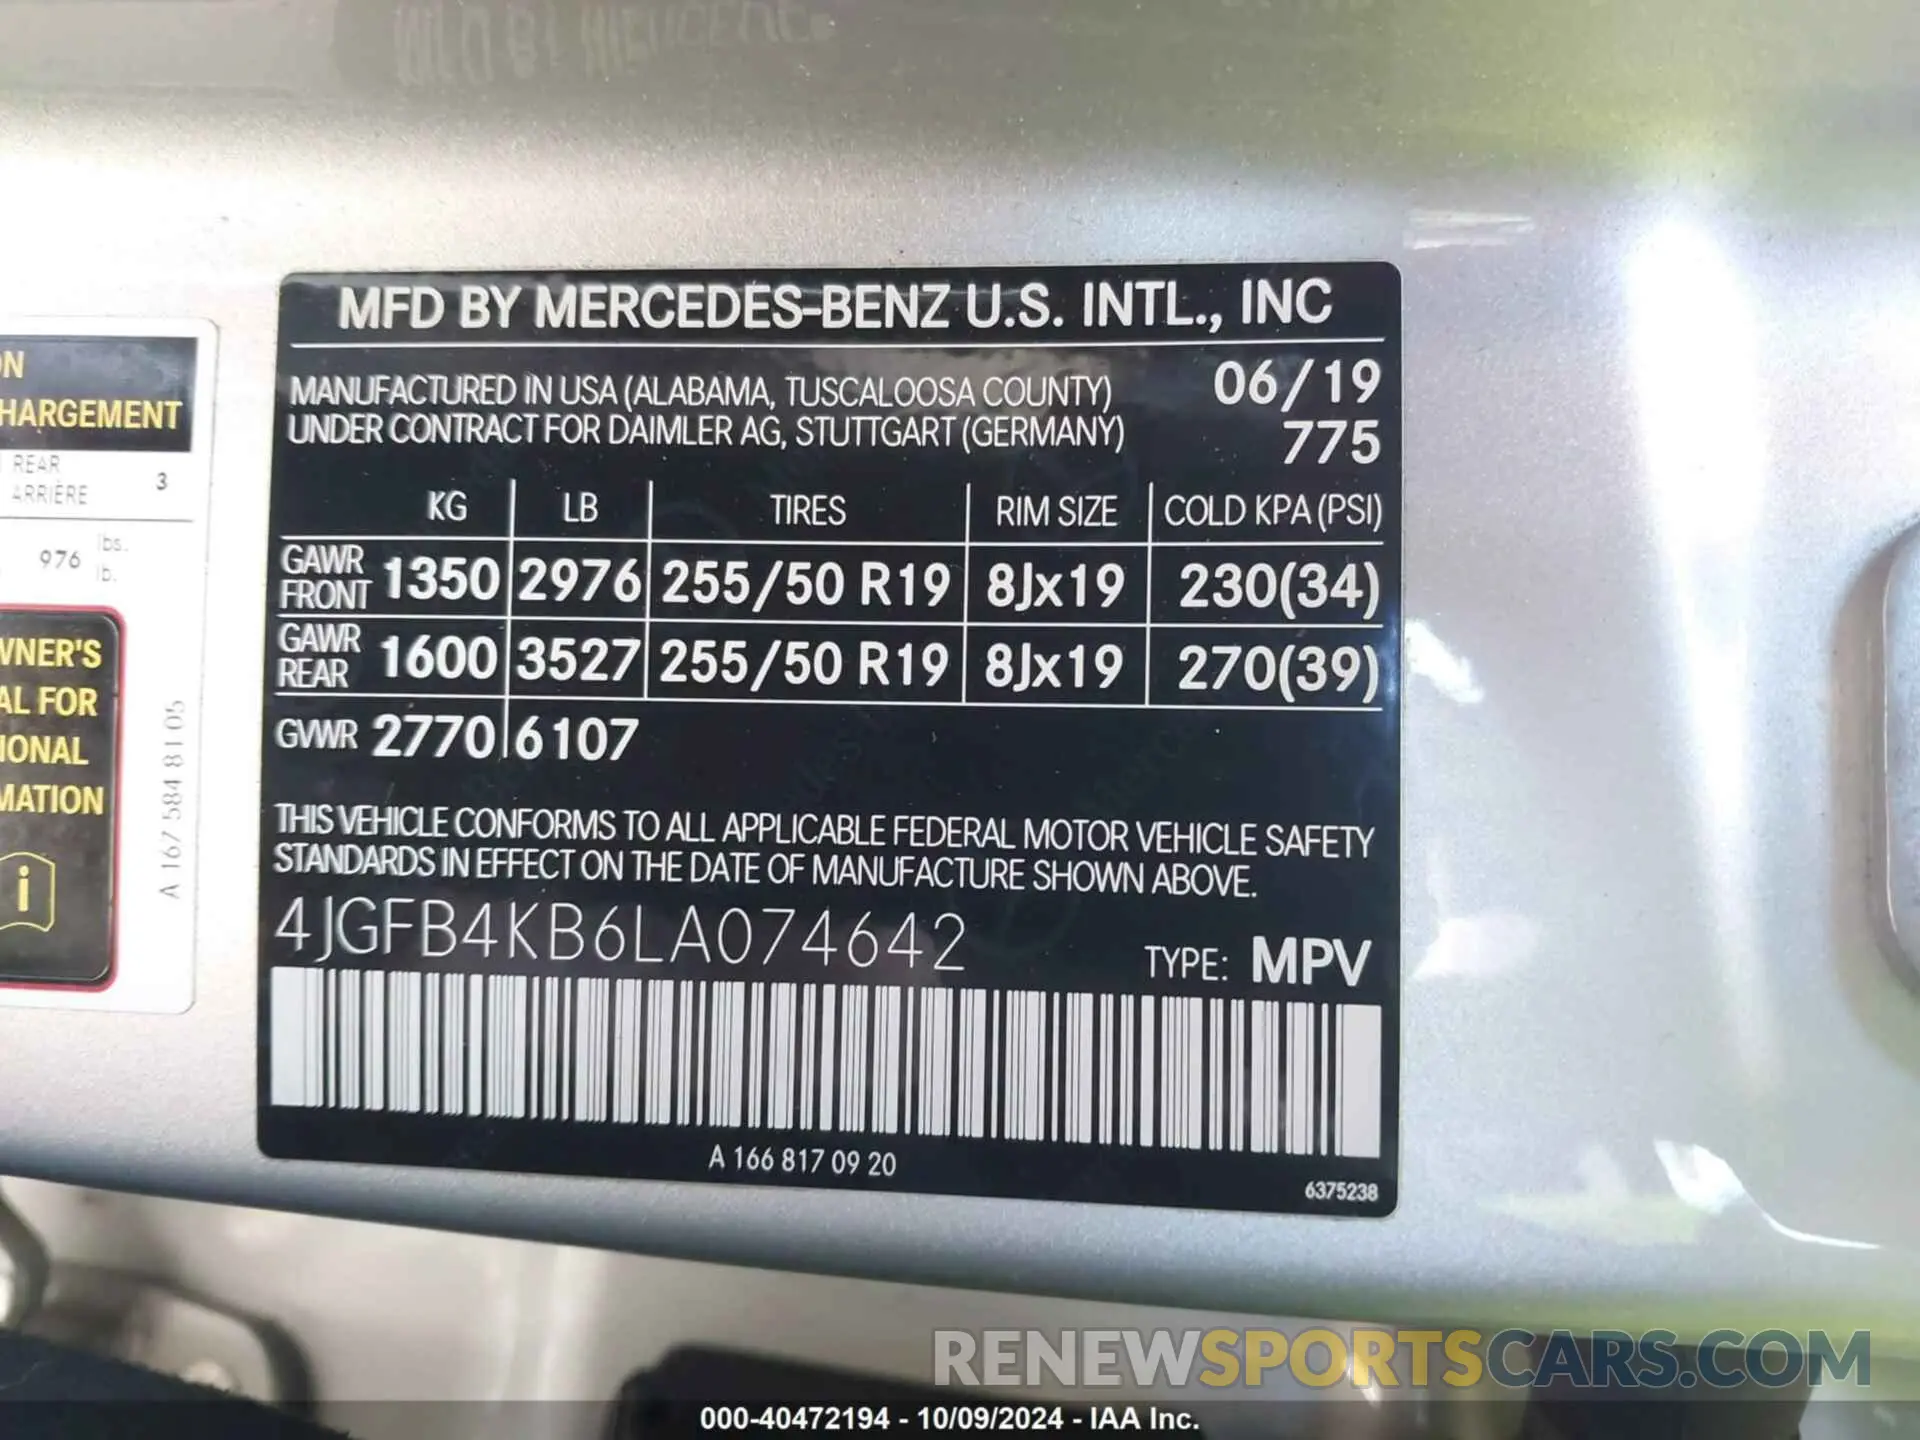 MFD BY MERCEDES-BENZ U.S. INTL., INC
MANUFACTURED IN USA (ALABAMA, TUSCALOOSA COUNTY) 06/19
UNDER CONTRACT FOR DAIMLER AG, STUTTGART (GERMANY) 775
KG LB TIRES RIM SIZE COLD KPA (PSI)
GAWR FRONT 1350 2976 255/50 R19 8Jx19 230(34)
GAWR REAR 1600 3527 255/50 R19 8Jx19 270(39)
GVWR 2770 6107
THIS VEHICLE CONFORMS TO ALL APPLICABLE FEDERAL MOTOR VEHICLE SAFETY
STANDARDS IN EFFECT ON THE DATE OF MANUFACTURE SHOWN ABOVE.
4JGFB4KB6LA074642 TYPE: MPV
A 166 817 09 20
6375238
ON
HARGEMENT
REAR 3
ARRIÈRE
976 lbs.
lb.
WNER'S
AL FOR
IONAL
MATION
i
A 167 584 81 05
RENEWSPORTSCARS.COM
000-40472194 - 10/09/2024 - IAA Inc.